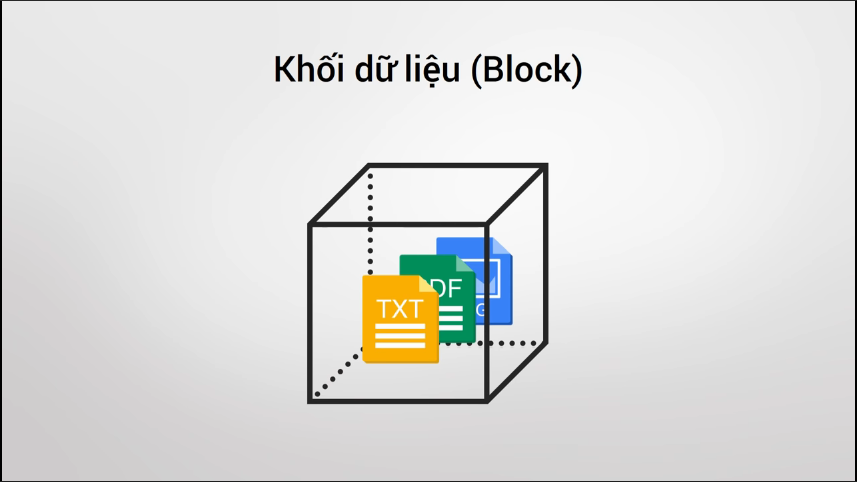 Khối dữ liệu (Block)
TXT